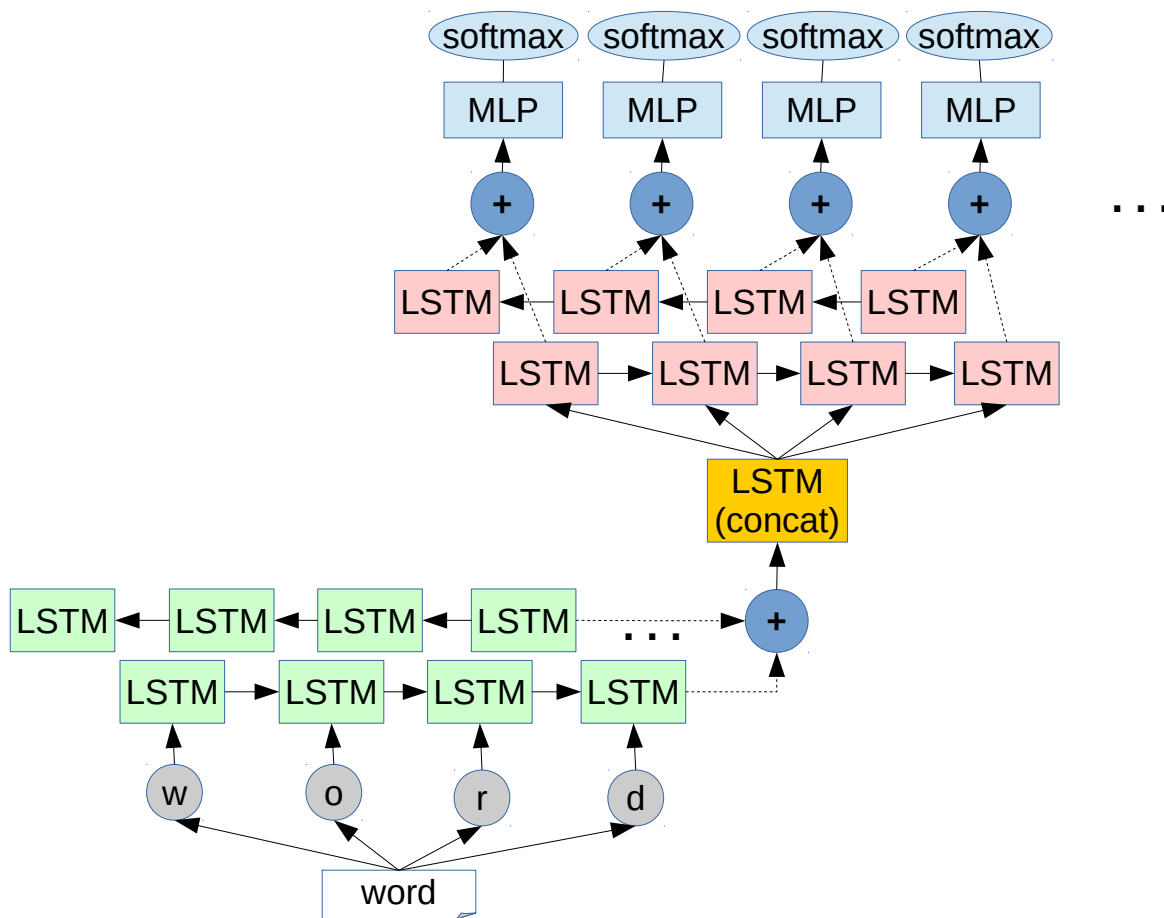 softmax softmax softmax softmax
MLP MLP MLP MLP
+ + + + . . .
LSTM LSTM LSTM LSTM
LSTM LSTM LSTM LSTM
LSTM
(concat)
LSTM LSTM LSTM LSTM . . . +
LSTM LSTM LSTM LSTM
w o r d
word